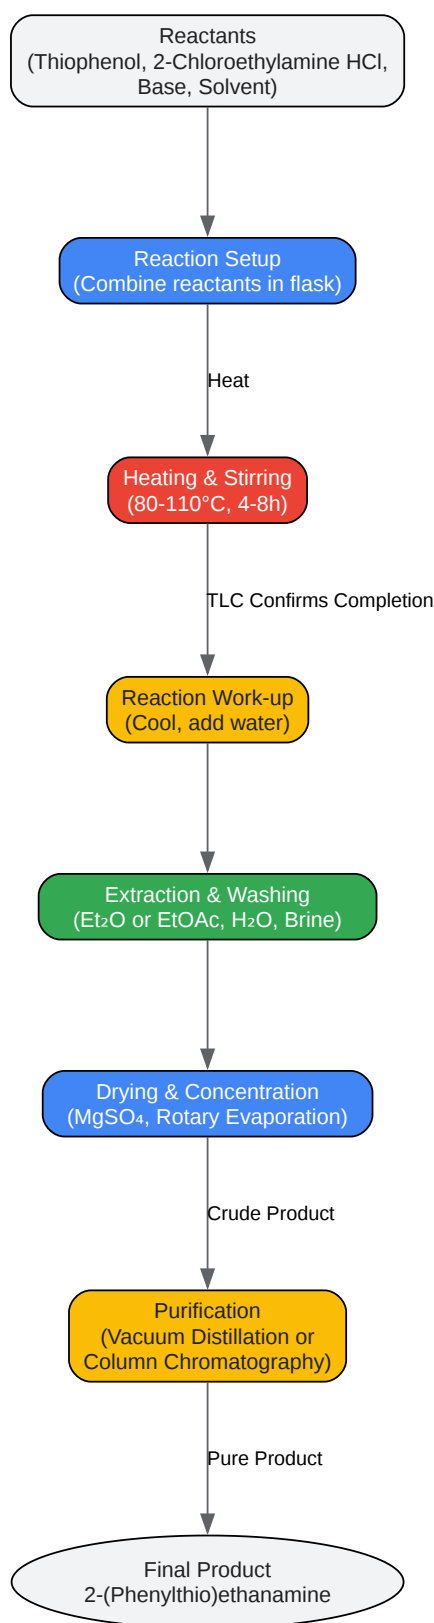 Reactants
(Thiophenol, 2-Chloroethylamine HCl,
Base, Solvent)
Reaction Setup
(Combine reactants in flask)
Heat
Heating & Stirring
(80-110°C, 4-8h)
TLC Confirms Completion
Reaction Work-up
(Cool, add water)
Extraction & Washing
(Et₂O or EtOAc, H₂O, Brine)
Drying & Concentration
(MgSO₄, Rotary Evaporation)
Crude Product
Purification
(Vacuum Distillation or
Column Chromatography)
Pure Product
Final Product
2-(Phenylthio)ethanamine